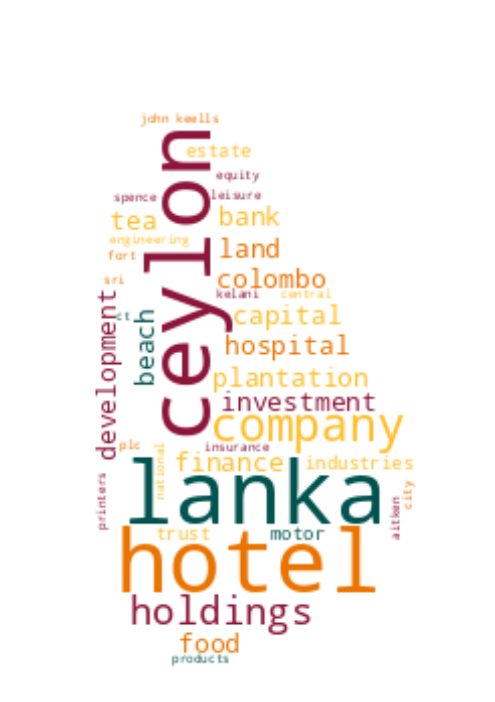 john keells
ceylon
estate
equity
spence
leisure
tea
bank
engineering
land
fort
sri
colombo
kelani
central
development
ct
beach
capital
hospital
plantation
investment
company
plc
insurance
national
finance
industries
lanka
printers
city
aitken
trust
motor
hotel
holdings
food
products